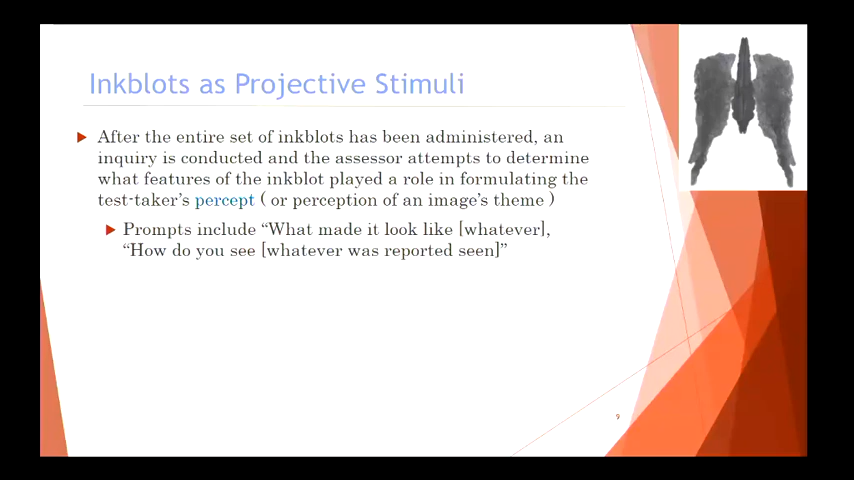 Inkblots as Projective Stimuli
After the entire set of inkblots has been administered, an
inquiry is conducted and the assessor attempts to determine
what features of the inkblot played a role in formulating the
test-taker's percept ( or perception of an image's theme )
Prompts include “What made it look like [whatever],
“How do you see [whatever was reported seen]”
9